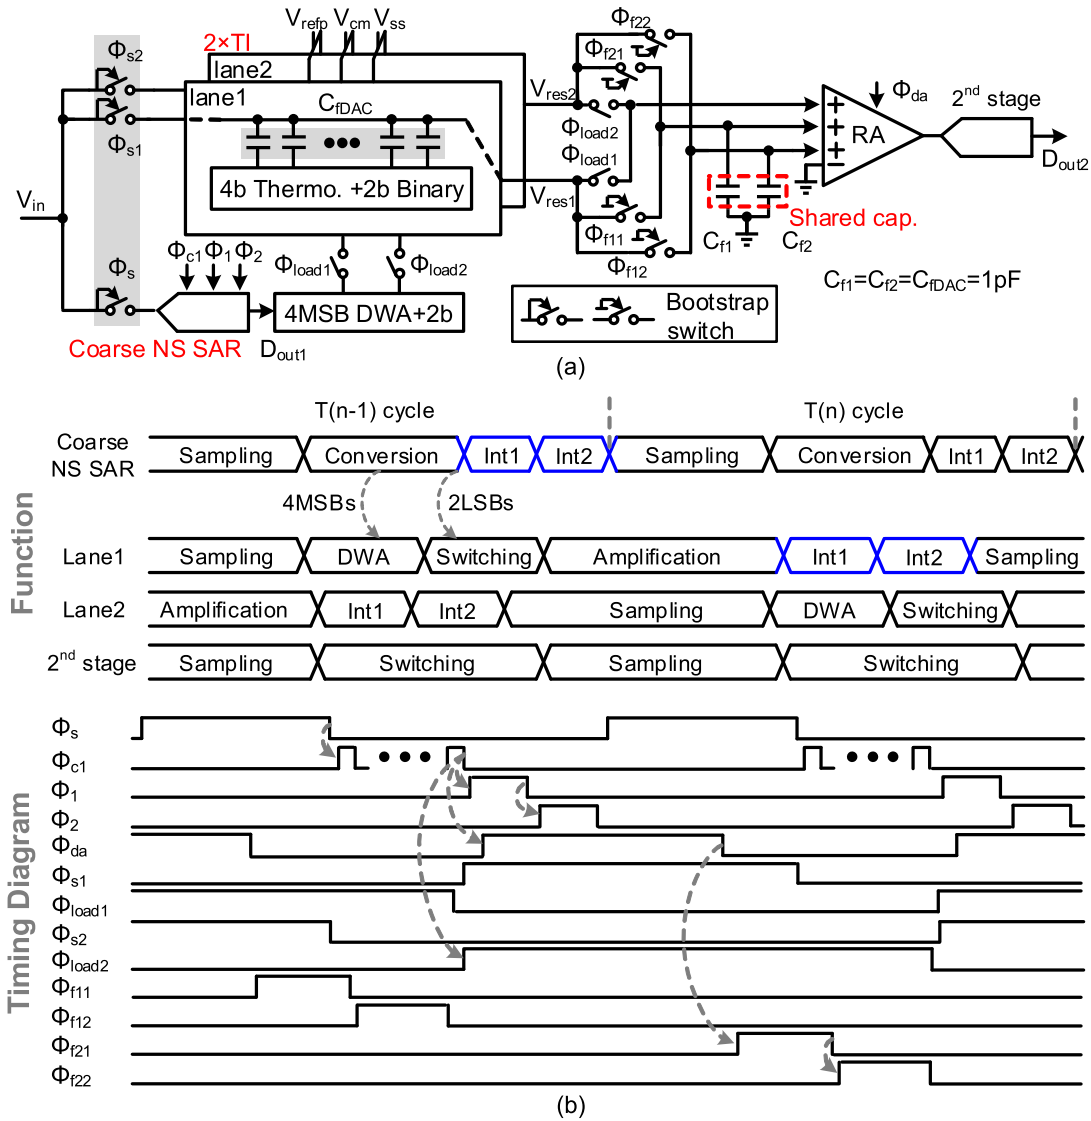 Φs2
Φs1
Vin
Φs
2×TI
lane2
lane1
Vrefp Vcm Vss
CfDAC
4b Thermo. +2b Binary
Φc1 Φ1 Φ2
Φload1
Φload2
4MSB DWA+2b
Coarse NS SAR
Dout1
Φf22
Φf21
Vres2
Φload2
Φload1
Vres1
Φf11
Φf12
RA
Φda
2nd stage
Dout2
Shared cap.
Cf1
Cf2
Cf1=Cf2=CfDAC=1pF
Bootstrap
switch
(a)
T(n-1) cycle T(n) cycle
Coarse
NS SAR
Sampling Conversion Int1 Int2 Sampling Conversion Int1 Int2
4MSBs 2LSBs
Function
Lane1 Sampling DWA Switching Amplification Int1 Int2 Sampling
Lane2 Amplification Int1 Int2 Sampling DWA Switching
2nd stage Sampling Switching Sampling Switching
Timing Diagram
Φs
Φc1
Φ1
Φ2
Φda
Φs1
Φload1
Φs2
Φload2
Φf11
Φf12
Φf21
Φf22
(b)